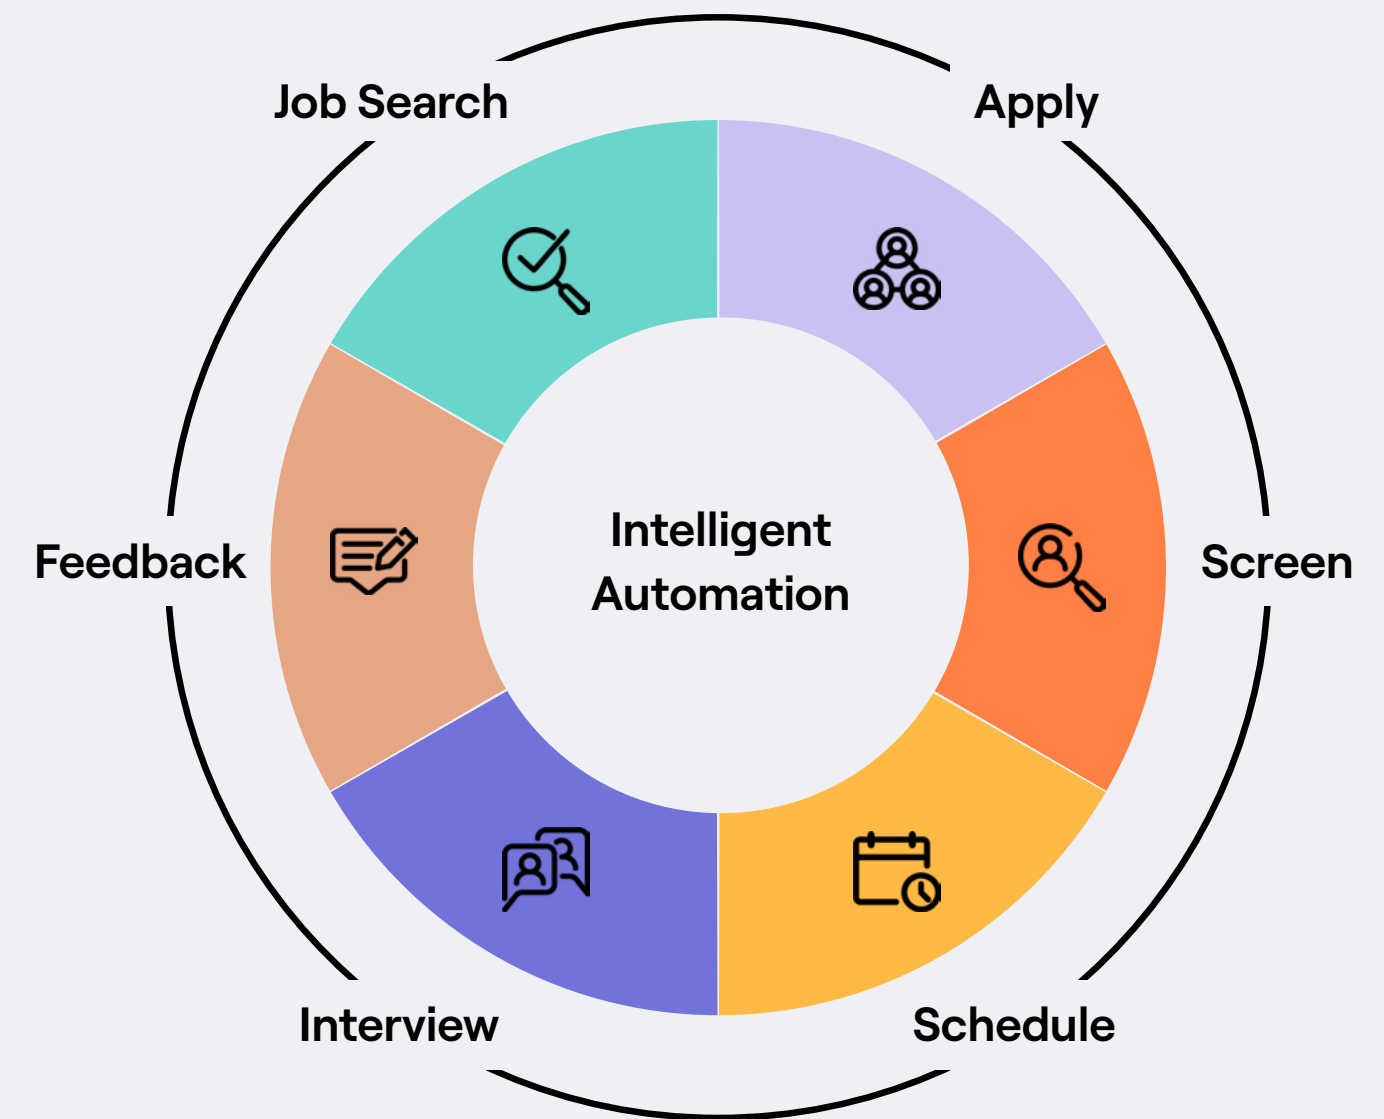 Job Search
Apply
Feedback
Intelligent
Automation
Screen
Interview
Schedule